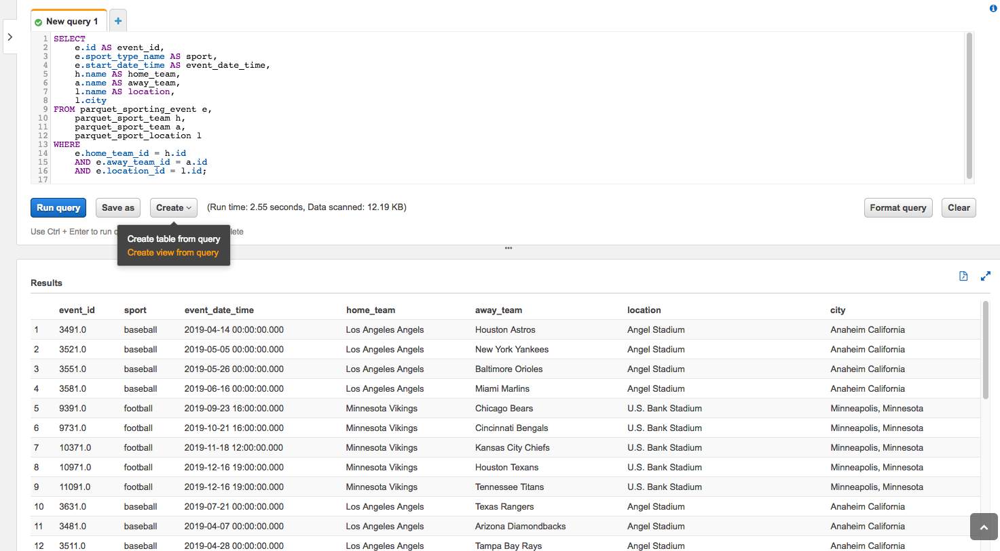 New query 1
+
1 SELECT
2 e.id AS event_id,
3 e.sport_type_name AS sport,
4 e.start_date_time AS event_date_time,
5 h.name AS home_team,
6 a.name AS away_team,
7 l.name AS location,
8 l.city
9 FROM parquet_sporting_event e,
10 parquet_sport_team h,
11 parquet_sport_team a,
12 parquet_sport_location l
13 WHERE
14 e.home_team_id = h.id
15 AND e.away_team_id = a.id
16 AND e.location_id = l.id;
17
Run query Save as Create (Run time: 2.55 seconds, Data scanned: 12.19 KB) Format query Clear
Use Ctrl + Enter to run
Create table from query
Create view from query
Results
event_id sport event_date_time home_team away_team location city
1 3491.0 baseball 2019-04-14 00:00:00.000 Los Angeles Angels Houston Astros Angel Stadium Anaheim California
2 3521.0 baseball 2019-05-05 00:00:00.000 Los Angeles Angels New York Yankees Angel Stadium Anaheim California
3 3551.0 baseball 2019-05-26 00:00:00.000 Los Angeles Angels Baltimore Orioles Angel Stadium Anaheim California
4 3581.0 baseball 2019-06-16 00:00:00.000 Los Angeles Angels Miami Marlins Angel Stadium Anaheim California
5 9391.0 football 2019-09-23 16:00:00.000 Minnesota Vikings Chicago Bears U.S. Bank Stadium Minneapolis, Minnesota
6 9731.0 football 2019-10-21 16:00:00.000 Minnesota Vikings Cincinnati Bengals U.S. Bank Stadium Minneapolis, Minnesota
7 10371.0 football 2019-11-18 12:00:00.000 Minnesota Vikings Kansas City Chiefs U.S. Bank Stadium Minneapolis, Minnesota
8 10971.0 football 2019-12-16 19:00:00.000 Minnesota Vikings Houston Texans U.S. Bank Stadium Minneapolis, Minnesota
9 11091.0 football 2019-12-16 19:00:00.000 Minnesota Vikings Tennessee Titans U.S. Bank Stadium Minneapolis, Minnesota
10 3631.0 baseball 2019-07-21 00:00:00.000 Los Angeles Angels Texas Rangers Angel Stadium Anaheim California
11 3481.0 baseball 2019-04-07 00:00:00.000 Los Angeles Angels Arizona Diamondbacks Angel Stadium Anaheim California
12 3511.0 baseball 2019-04-28 00:00:00.000 Los Angeles Angels Tampa Bay Rays Angel Stadium Anaheim California